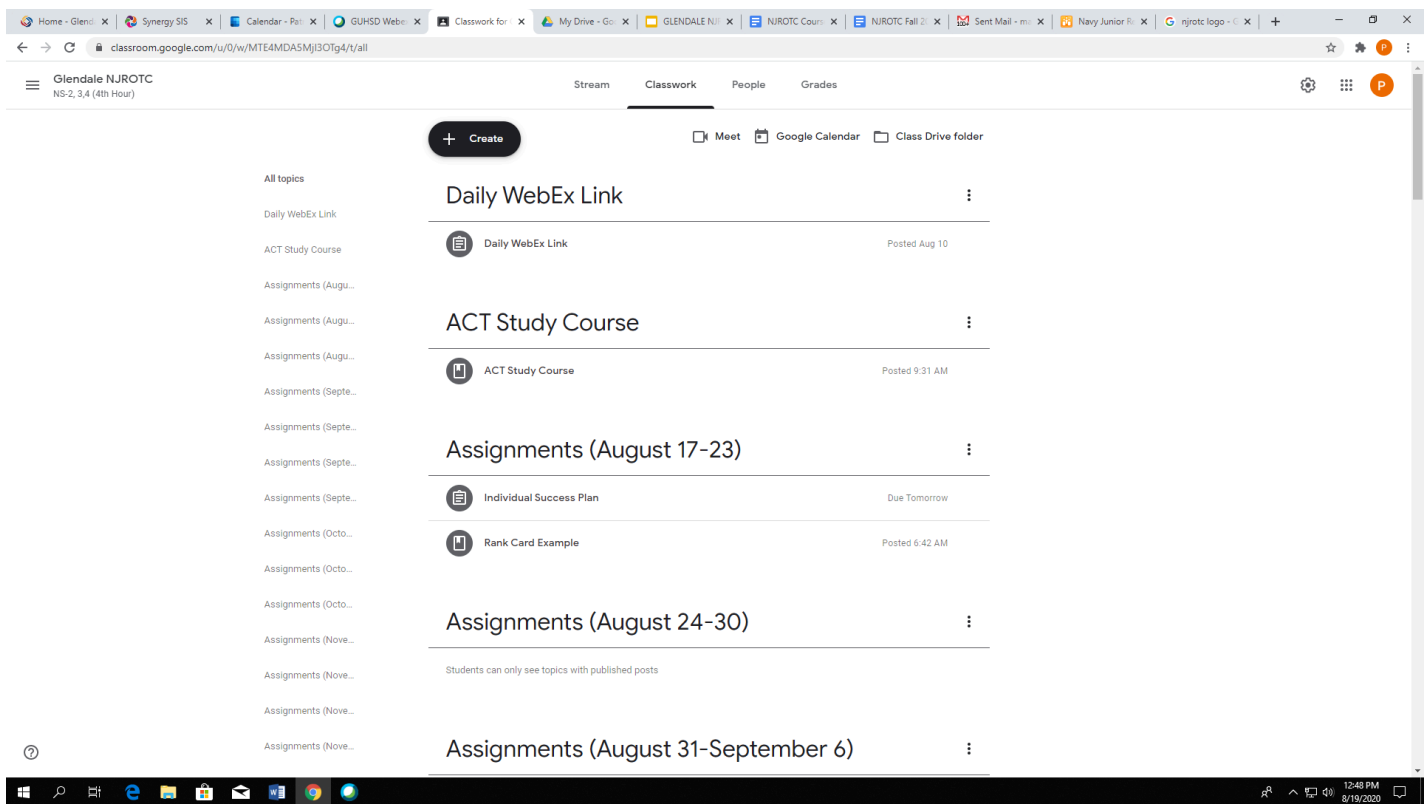 Home - Glend
Synergy SIS
Calendar - Pat
GUHSD Webex
Classwork for
My Drive - Go
GLENDALE NJR
NJROTC Cours
NJROTC Fall 2
Sent Mail - m
Navy Junior R
njrotc logo - G
classroom.google.com/u/0/w/MTE4MDA5MjI3OTg4/t/all
P
Glendale NJROTC
NS-2, 3,4 (4th Hour)
Stream Classwork People Grades
P
+ Create
Meet Google Calendar Class Drive folder
All topics
Daily WebEx Link
ACT Study Course
Assignments (Augu...
Assignments (Augu...
Assignments (Augu...
Assignments (Septe...
Assignments (Septe...
Assignments (Septe...
Assignments (Septe...
Assignments (Octo...
Assignments (Octo...
Assignments (Octo...
Assignments (Nove...
Assignments (Nove...
Assignments (Nove...
Assignments (Nove...
Daily WebEx Link
Daily WebEx Link Posted Aug 10
ACT Study Course
ACT Study Course Posted 9:31 AM
Assignments (August 17-23)
Individual Success Plan Due Tomorrow
Rank Card Example Posted 6:42 AM
Assignments (August 24-30)
Students can only see topics with published posts
Assignments (August 31-September 6)
12:48 PM
8/19/2020